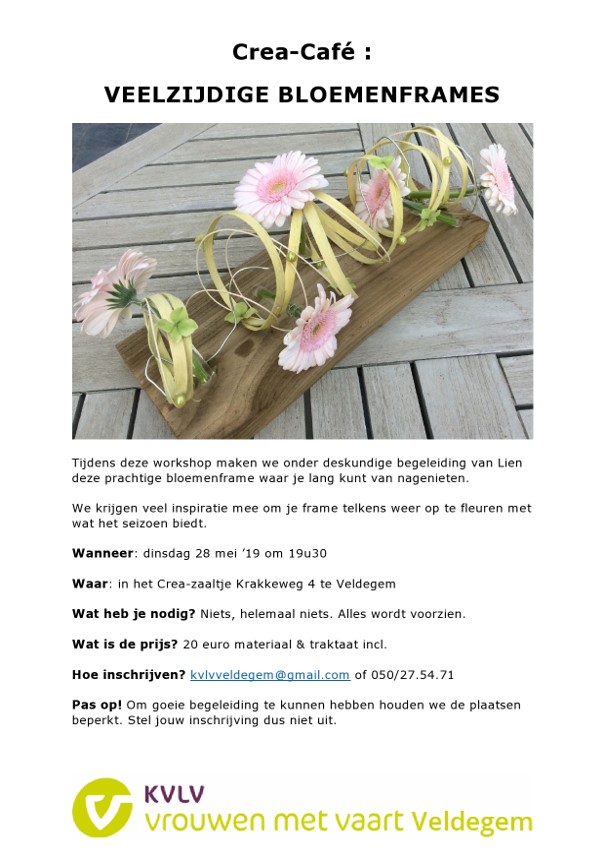 Crea-Café :
VEELZIJDIGE BLOEMENFRAMES
Tijdens deze workshop maken we onder deskundige begeleiding van Lien
deze prachtige bloemenframe waar je lang kunt van nagenieten.
We krijgen veel inspiratie mee om je frame telkens weer op te fleuren met
wat het seizoen biedt.
Wanneer: dinsdag 28 mei ’19 om 19u30
Waar: in het Crea-zaaltje Krakkeweg 4 te Veldegem
Wat heb je nodig? Niets, helemaal niets. Alles wordt voorzien.
Wat is de prijs? 20 euro materiaal & traktaat incl.
Hoe inschrijven? kvlvveldegem@gmail.com of 050/27.54.71
Pas op! Om goeie begeleiding te kunnen hebben houden we de plaatsen
beperkt. Stel jouw inschrijving dus niet uit.
KVLV
vrouwen met vaart Veldegem